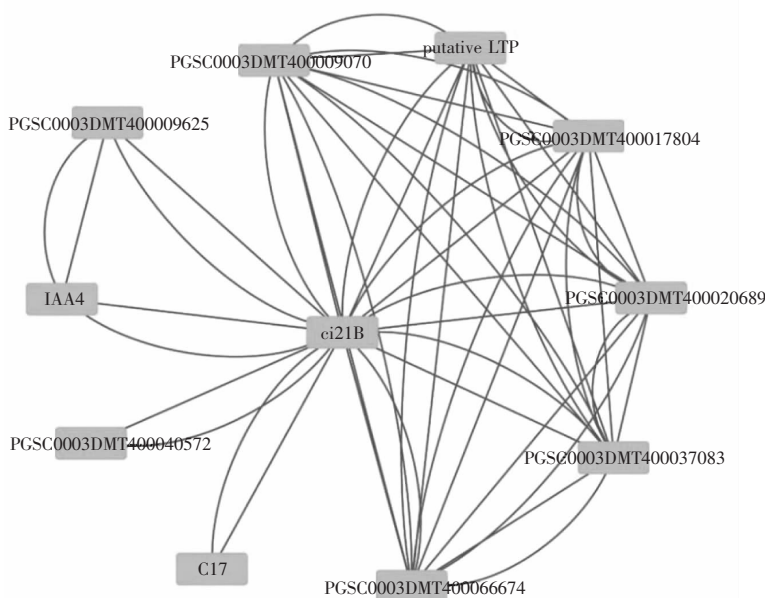 putative LTP
PGSC0003DMT400009070
PGSC0003DMT400009625
PGSC0003DMT400017804
IAA4
PGSC0003DMT400020689
ci21B
PGSC0003DMT400040572
PGSC0003DMT400037083
C17
PGSC0003DMT400066674